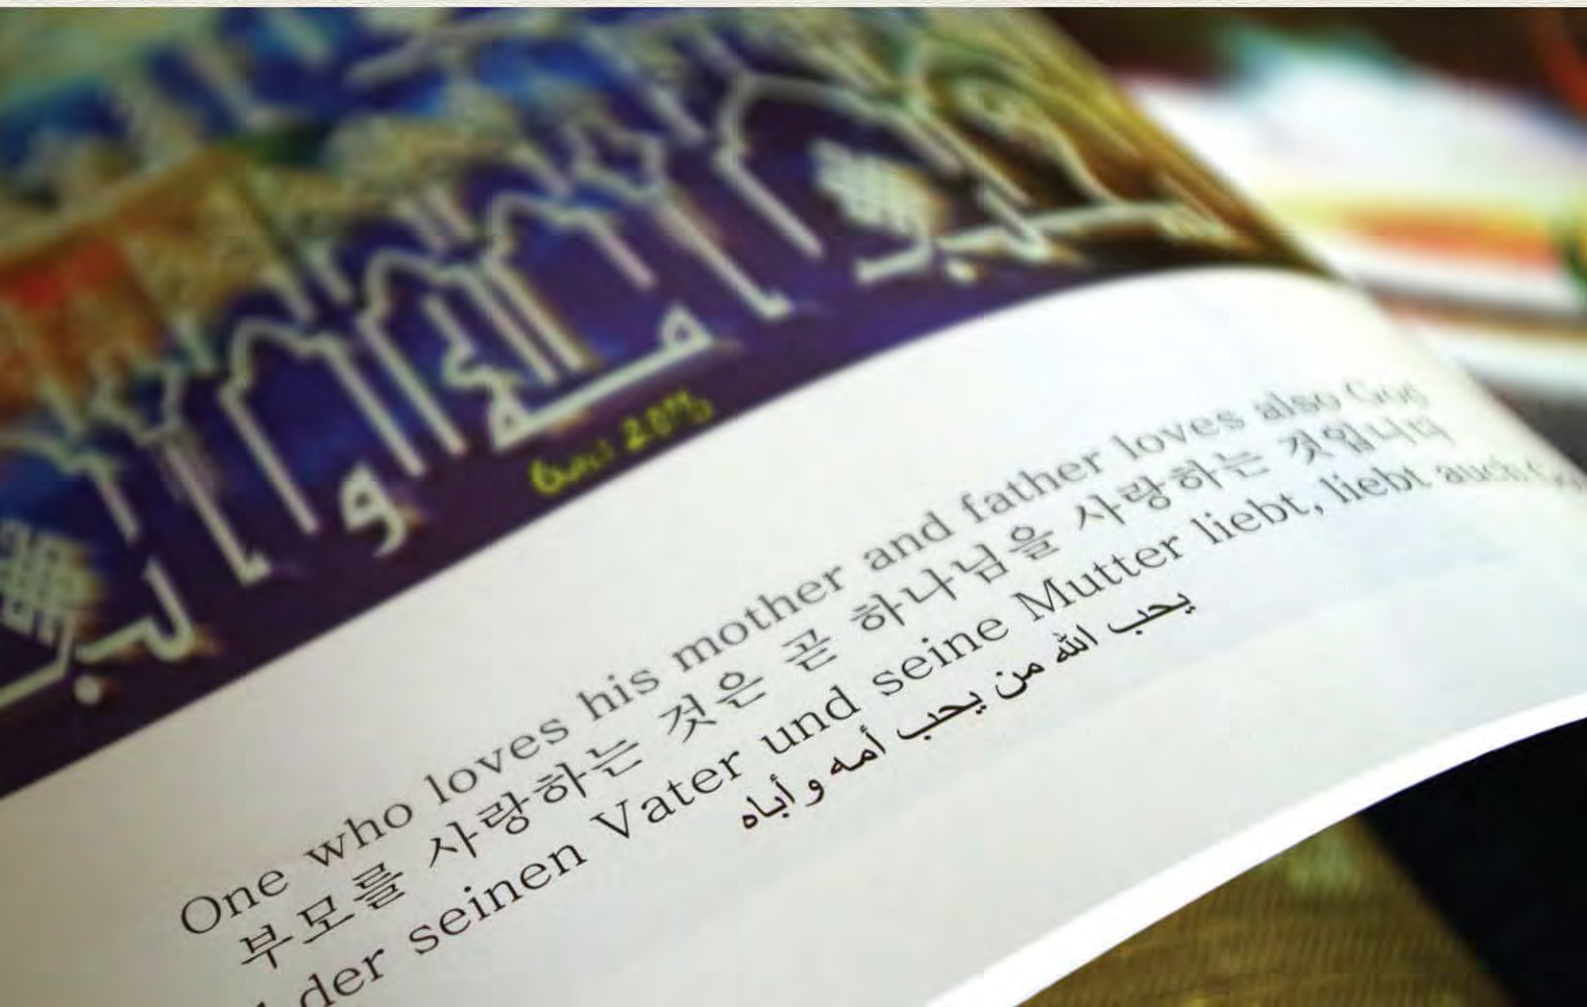 One who loves his mother and father loves also God
부모를 사랑하는 것은 곧 하나님을 사랑하는 것입니다
der seinen Vater und seine Mutter liebt, liebt auch
يحب الله من يحب أمه وأباه